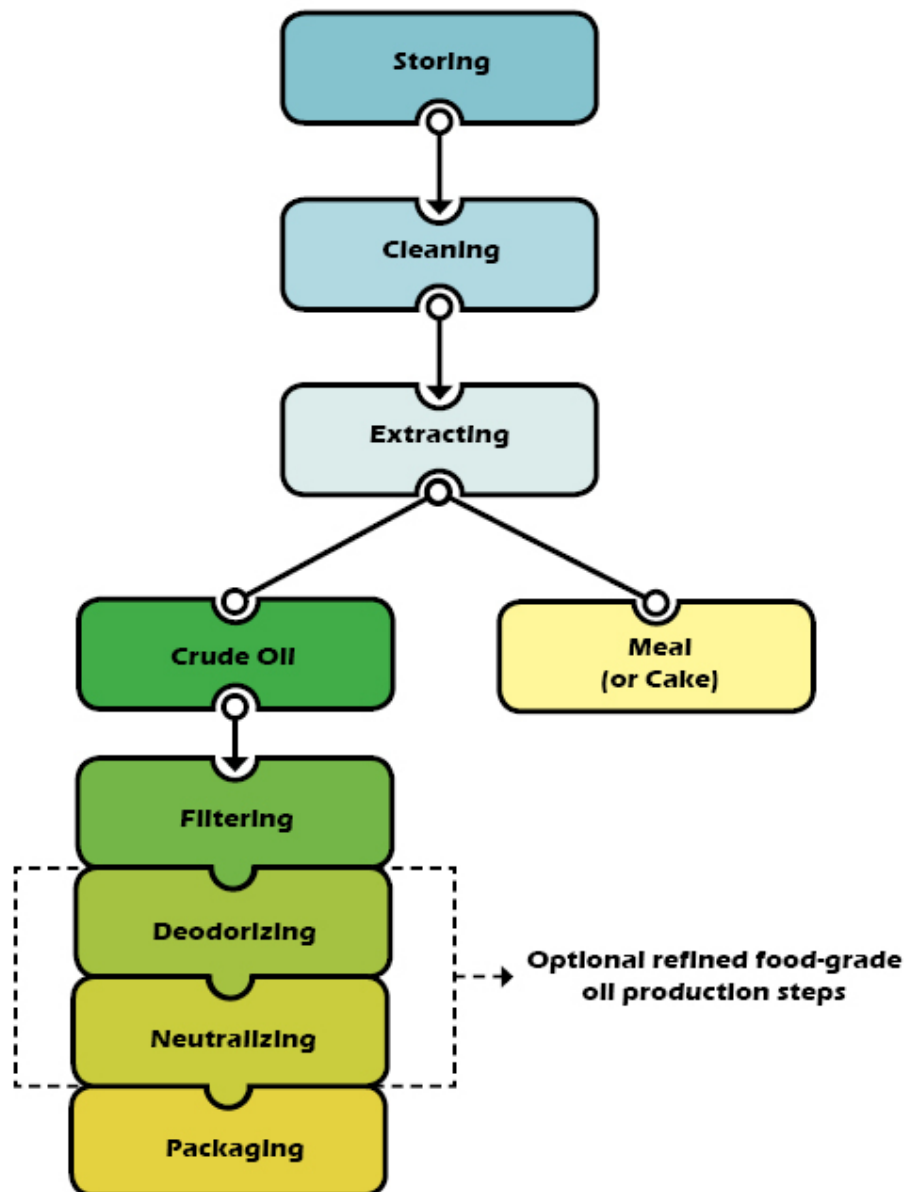 Storing
Cleaning
Extracting
Crude Oil
Meal
(or Cake)
Filtering
Deodorizing
Neutralizing
Optional refined food-grade
oil production steps
Packaging